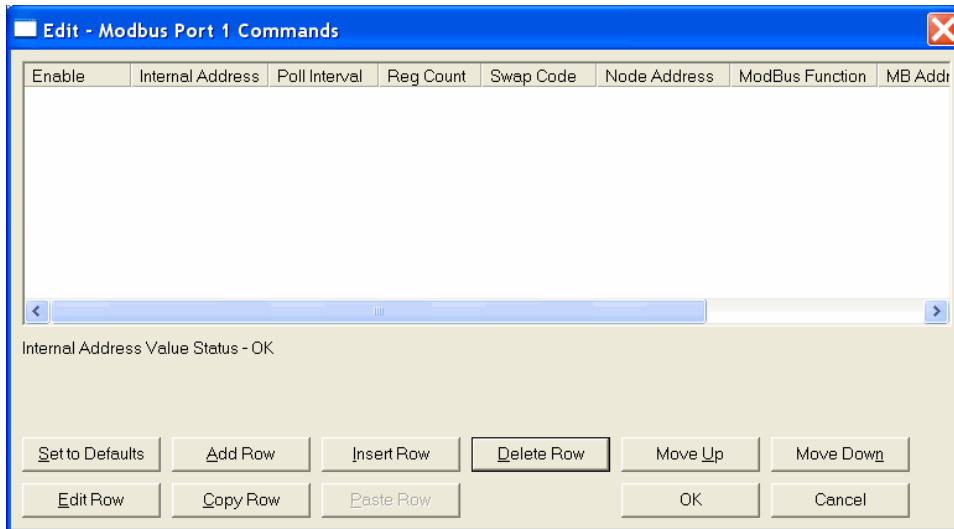 Edit - Modbus Port 1 Commands
Enable Internal Address Poll Interval Reg Count Swap Code Node Address ModBus Function MB Addr
Internal Address Value Status - OK
Set to Defaults Add Row Insert Row Delete Row Move Up Move Down
Edit Row Copy Row Paste Row OK Cancel